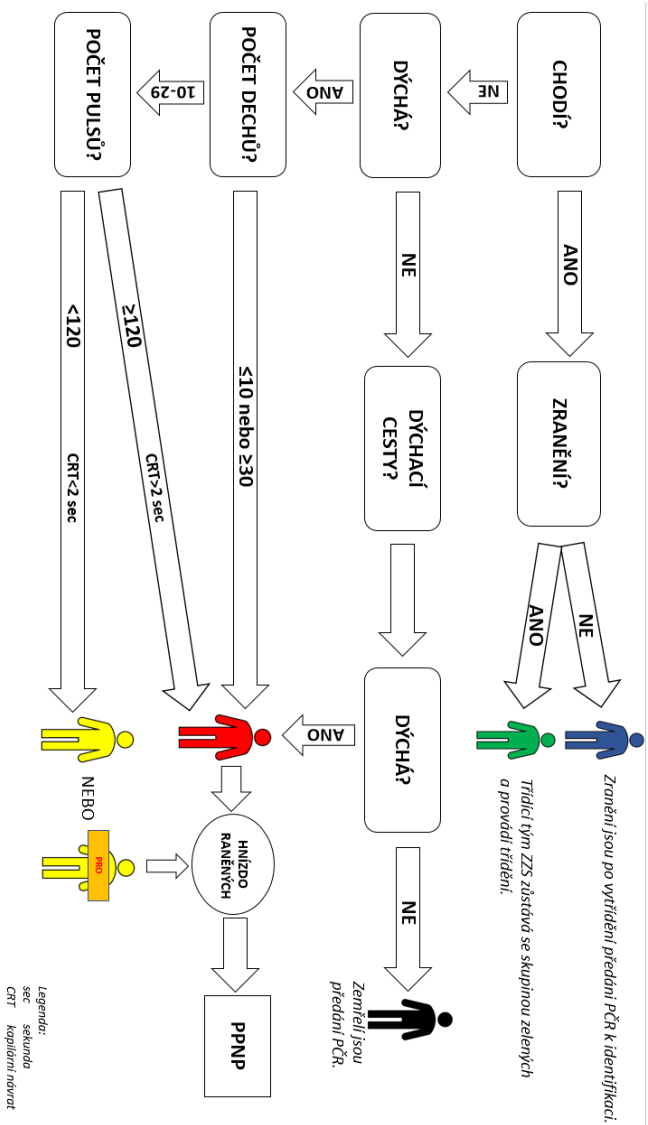 CHODÍ?
ANO
ZRANĚNÍ?
NE
ANO
Zranění jsou po vytřídění předáni PČR k identifikaci.
Třídící tým ZZS zůstává se skupinou zelených
a provádí třídění.
NE
DÝCHÁ?
NE
DÝCHACÍ
CESTY?
DÝCHÁ?
NE
Zemřelí jsou
předáni PČR.
ANO
ANO
POČET DECHŮ?
≤10 nebo ≥30
HNÍZDO
RANĚNÝCH
PPNP
10-29
POČET PULSŮ?
≥120
CRT>2 sec
<120
CRT<2 sec
NEBO
PRO
Legenda:
sec sekunda
CRT kapilární návrat